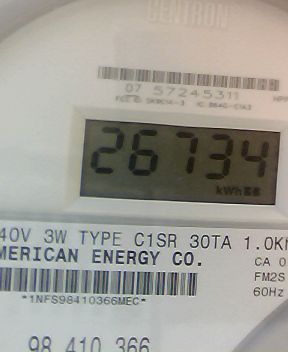 CENTRON
07 57245311
26734
kWh
40V 3W TYPE C1SR 30TA 1.0K
MERICAN ENERGY CO.
CA 0
FM2S
60Hz
*1NFS98410366MEC*
98 410 366